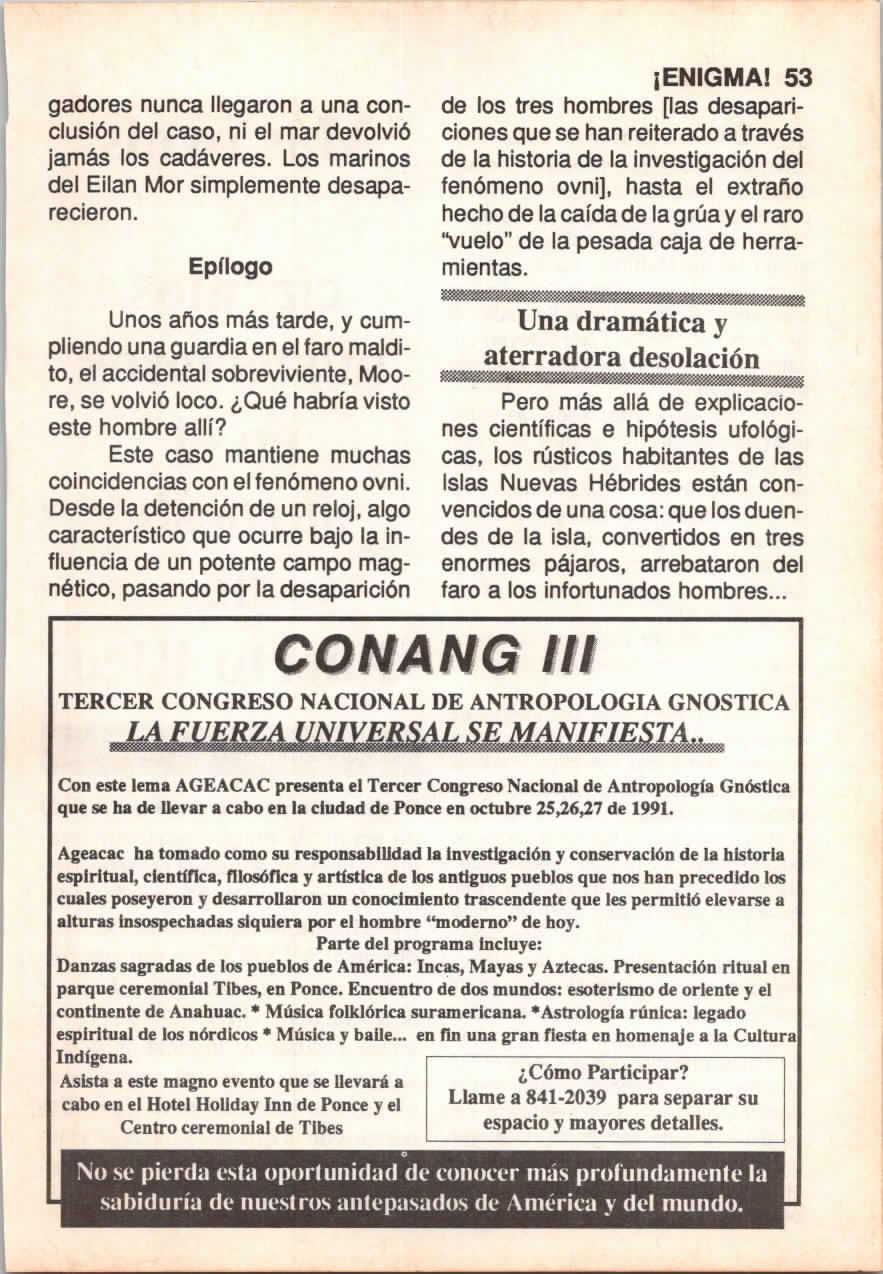 ¡ENIGMA! 53
gadores nunca llegaron a una con-
clusión del caso, ni el mar devolvió
jamás los cadáveres. Los marinos
del Eilan Mor simplemente desapa-
recieron.
Epílogo
Unos años más tarde, y cum-
pliendo una guardia en el faro maldi-
to, el accidental sobreviviente, Moo-
re, se volvió loco. ¿Qué habría visto
este hombre allí?
Este caso mantiene muchas
coincidencias con el fenómeno ovni.
Desde la detención de un reloj, algo
característico que ocurre bajo la in-
fluencia de un potente campo mag-
nético, pasando por la desaparición
de los tres hombres [las desapari-
ciones que se han reiterado a través
de la historia de la investigación del
fenómeno ovni], hasta el extraño
hecho de la caída de la grúa y el raro
“vuelo” de la pesada caja de herra-
mientas.
Una dramática y
aterradora desolación
Pero más allá de explicacio-
nes científicas e hipótesis ufológi-
cas, los rústicos habitantes de las
Islas Nuevas Hébrides están con-
vencidos de una cosa: que los duen-
des de la isla, convertidos en tres
enormes pájaros, arrebataron del
faro a los infortunados hombres...
CONANG III
TERCER CONGRESO NACIONAL DE ANTROPOLOGIA GNOSTICA
LA FUERZA UNIVERSAL SE MANIFIESTA..
Con este lema AGEACAC presenta el Tercer Congreso Nacional de Antropología Gnóstica
que se ha de llevar a cabo en la ciudad de Ponce en octubre 25,26,27 de 1991.
Ageacac ha tomado como su responsabilidad la investigación y conservación de la historia
espiritual, científica, filosófica y artística de los antiguos pueblos que nos han precedido los
cuales poseyeron y desarrollaron un conocimiento trascendente que les permitió elevarse a
alturas insospechadas siquiera por el hombre “moderno” de hoy.
Parte del programa incluye:
Danzas sagradas de los pueblos de América: Incas, Mayas y Aztecas. Presentación ritual en
parque ceremonial Tibes, en Ponce. Encuentro de dos mundos: esoterismo de oriente y el
continente de Anahuac. * Música folklórica suramericana. *Astrología rúnica: legado
espiritual de los nórdicos * Música y baile... en fin una gran fiesta en homenaje a la Cultura
Indígena.
Asista a este magno evento que se llevará a
cabo en el Hotel Holiday Inn de Ponce y el
Centro ceremonial de Tibes
¿Cómo Participar?
Llame a 841-2039 para separar su
espacio y mayores detalles.
No se pierda esta oportunidad de conocer más profundamente la
sabiduría de nuestros antepasados de América y del mundo.